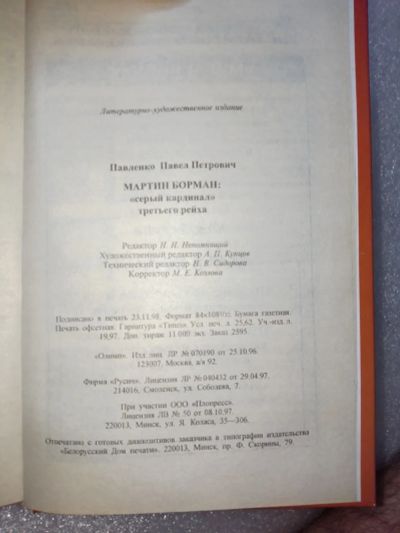 Литературно-художественное издание
Павленко Павел Петрович
МАРТИН БОРМАН:
«серый кардинал»
третьего рейха
Редактор Н. Н. Непомнящий
Художественный редактор А. П. Купцов
Технический редактор Н. В. Сидорова
Корректор М. Е. Козлова
Подписано в печать 23.11.98. Формат 84×108 Бумага газетная.
Печать офсетная. Гарнитура «Таймс» Усл. печ. л. 25,62. Уч.-изд. л.
19,97. Доп. тираж 11 000 экз. Заказ 2595.
«Олимп». Изд. лиц. ЛР № 070190 от 25.10.96.
123007, Москва, а/я 92.
Фирма «Русич». Лицензия ЛР № 040432 от 29.04.97.
214016, Смоленск, ул. Соболева, 7.
При участии ООО «Плопресс».
Лицензия ЛВ № 50 от 08.10.97.
220013, Минск, ул. Я. Коласа, 35—306.
Отпечатано с готовых диапозитивов заказчика в типографии издательства
«Белорусский Дом печати». 220013, Минск, пр. Ф. Скорины, 79.